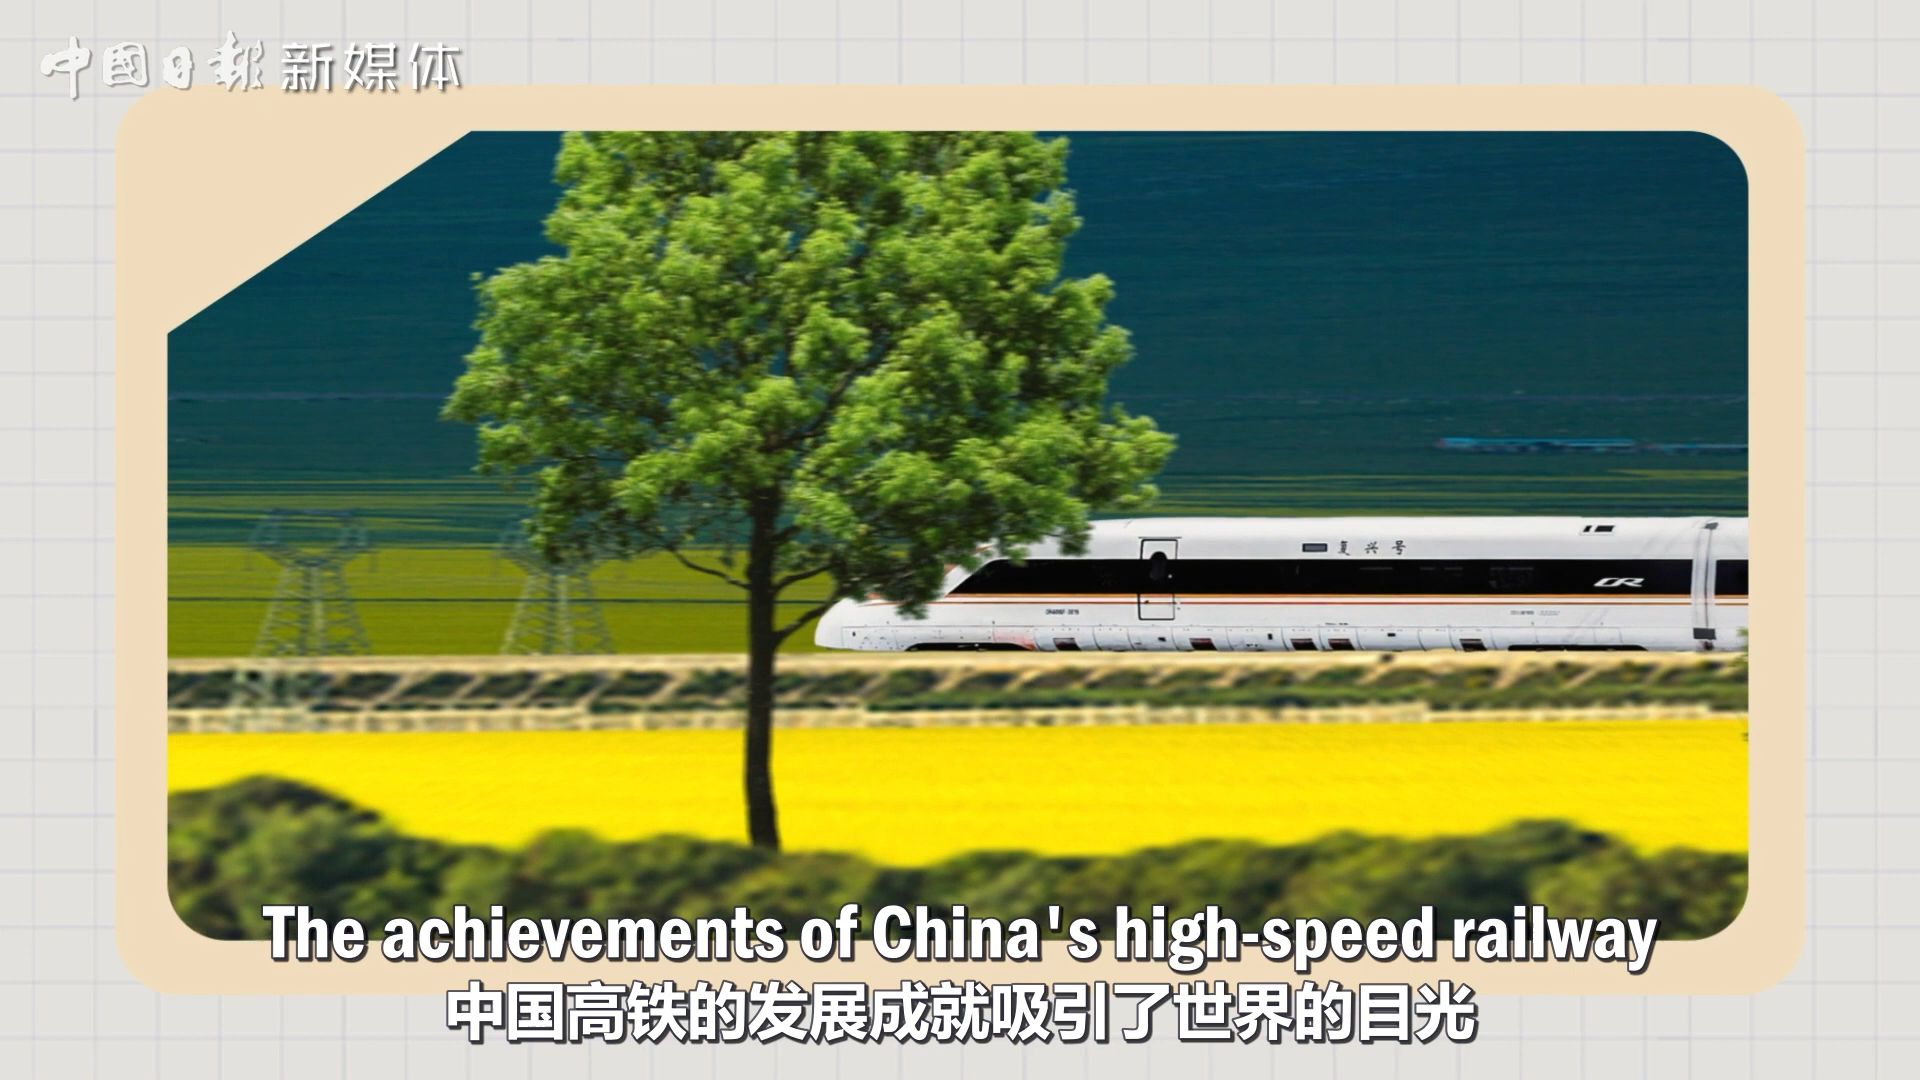 中国日报 新媒体
复兴号
CR
The achievements of China's high-speed railway
中国高铁的发展成就吸引了世界的目光